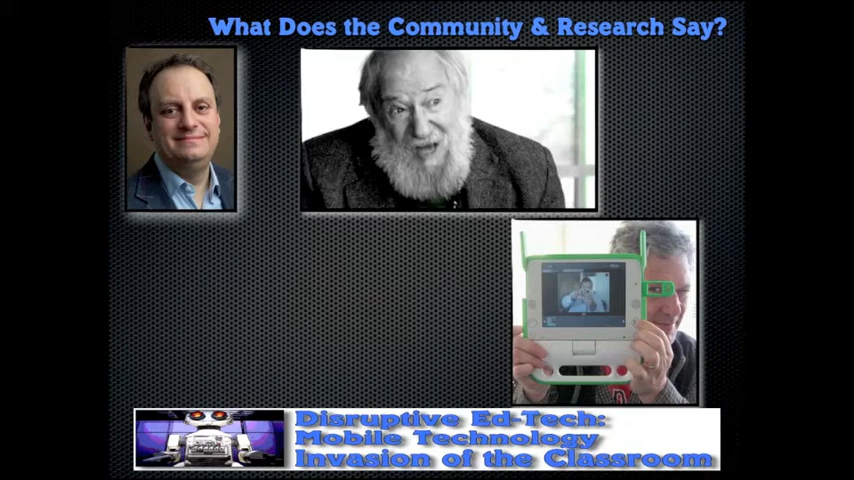 What Does the Community & Research Say?
Disruptive Ed-Tech:
Mobile Technology
Invasion of the Classroom